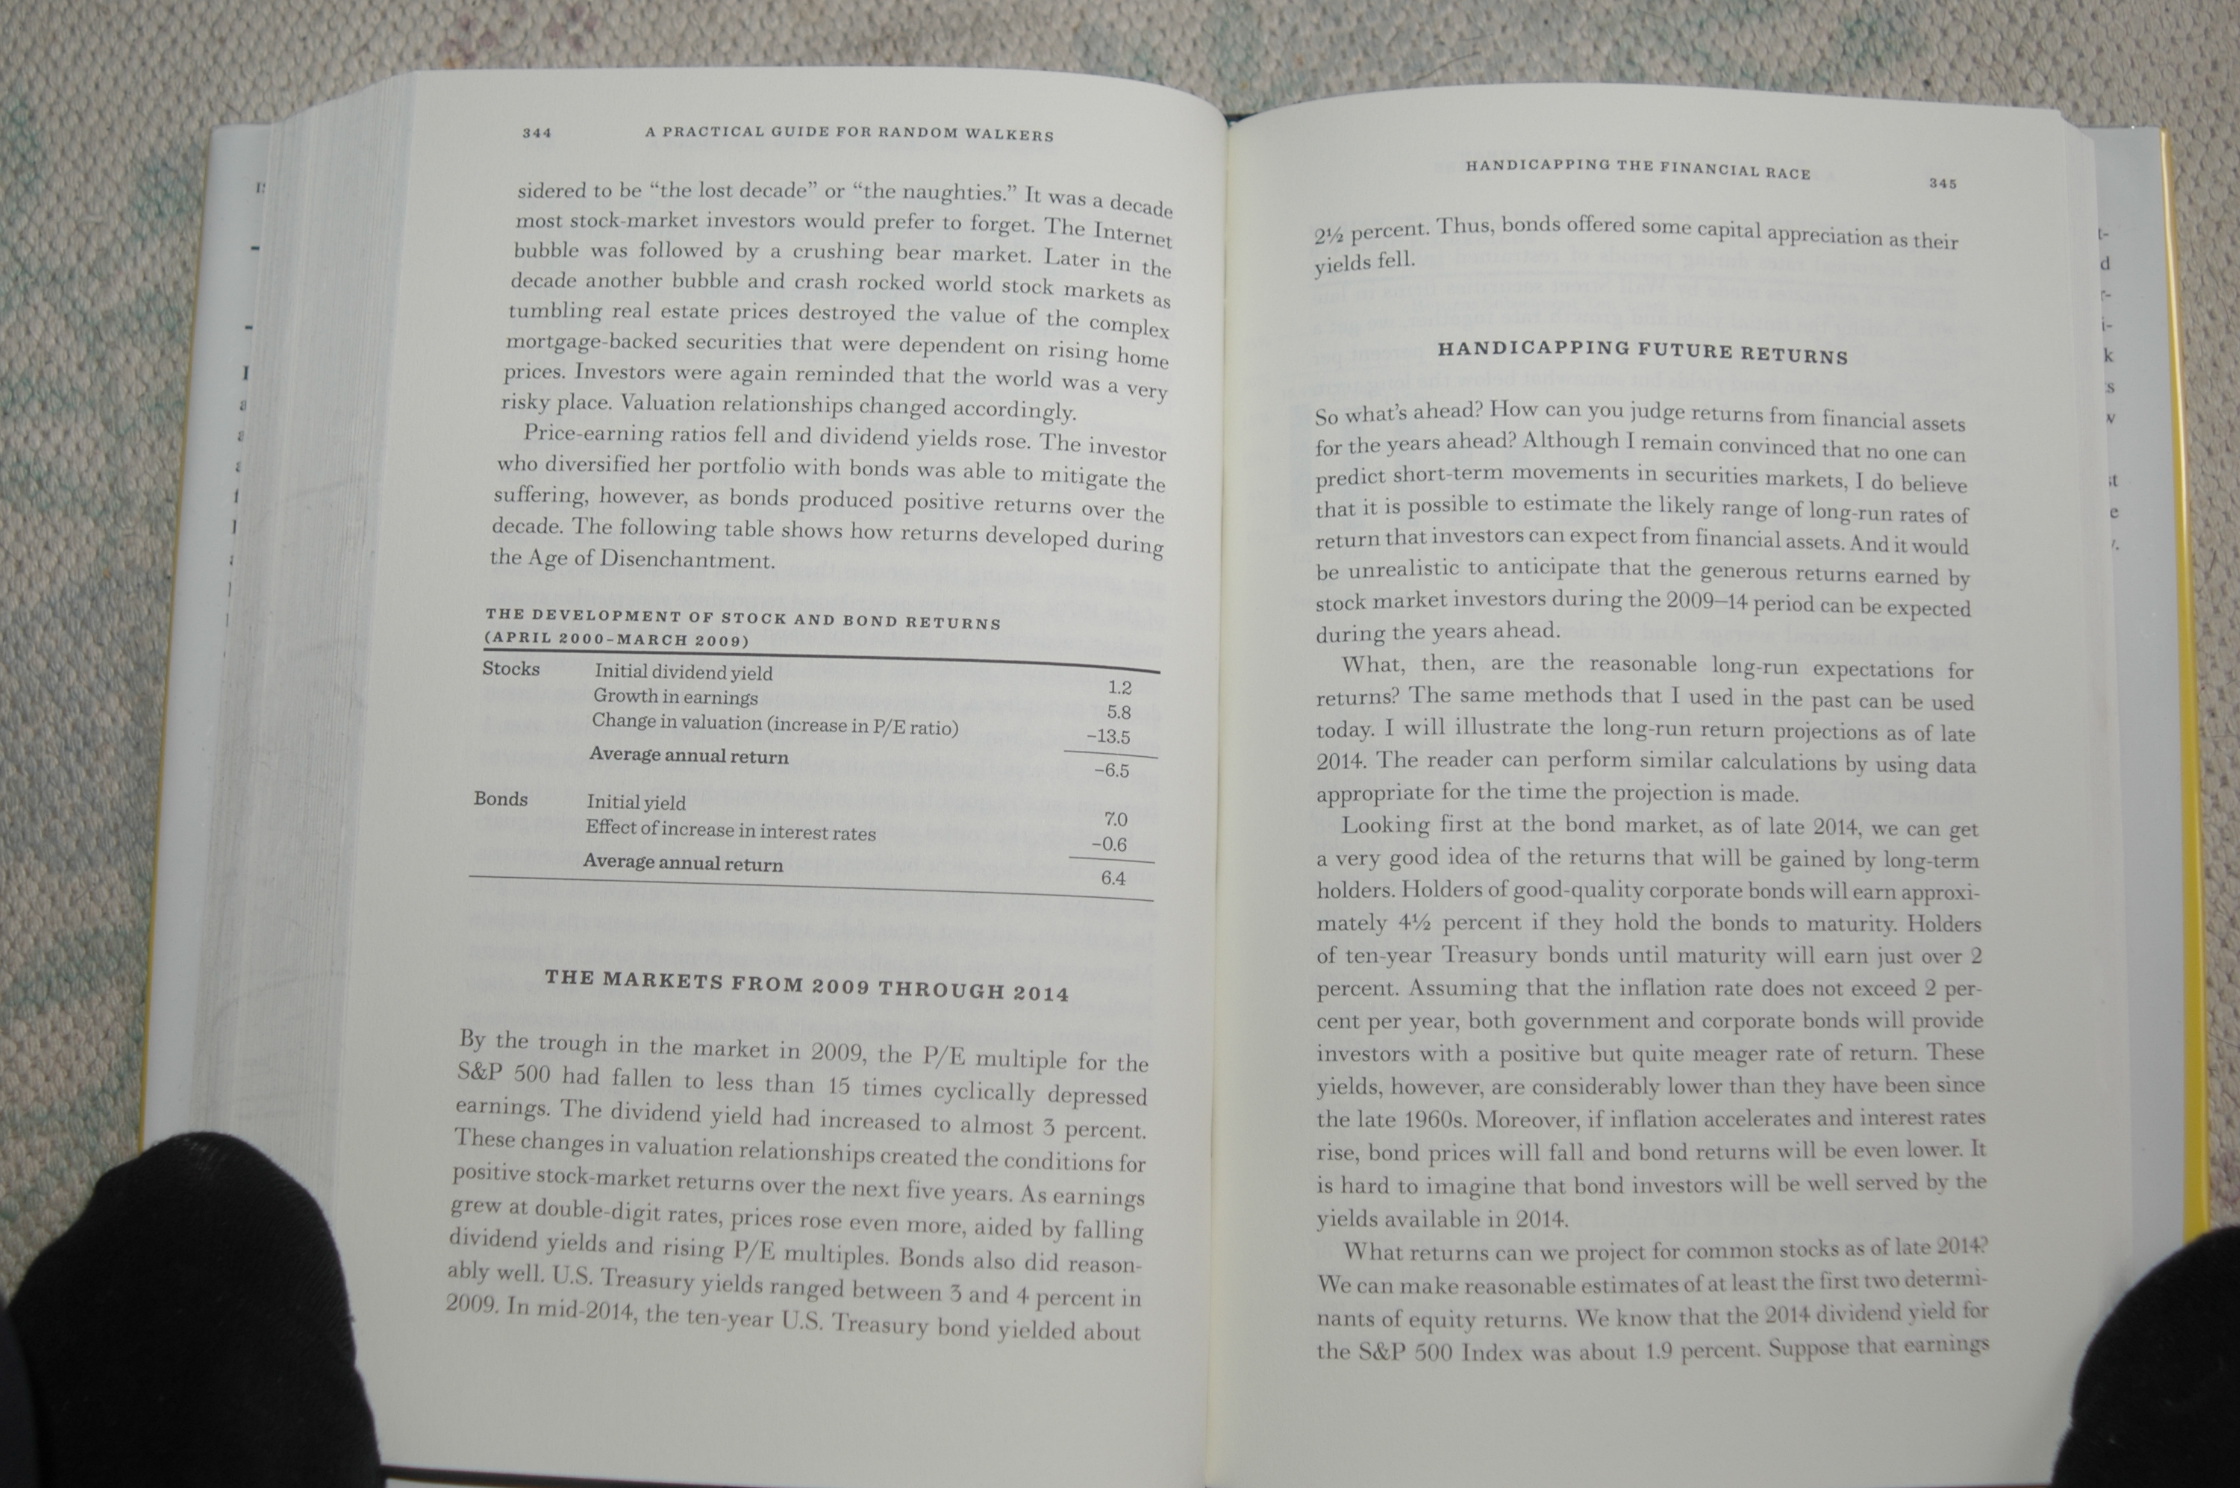 344 A PRACTICAL GUIDE FOR RANDOM WALKERS
sidered to be “the lost decade” or “the naughties.” It was a decade
most stock-market investors would prefer to forget. The Internet
bubble was followed by a crushing bear market. Later in the
decade another bubble and crash rocked world stock markets as
tumbling real estate prices destroyed the value of the complex
mortgage-backed securities that were dependent on rising home
prices. Investors were again reminded that the world was a very
risky place. Valuation relationships changed accordingly.
Price-earning ratios fell and dividend yields rose. The investor
who diversified her portfolio with bonds was able to mitigate the
suffering, however, as bonds produced positive returns over the
decade. The following table shows how returns developed during
the Age of Disenchantment.
THE DEVELOPMENT OF STOCK AND BOND RETURNS
(APRIL 2000–MARCH 2009)
Stocks Initial dividend yield 1.2
Growth in earnings 5.8
Change in valuation (increase in P/E ratio) –13.5
Average annual return –6.5
Bonds Initial yield 7.0
Effect of increase in interest rates –0.6
Average annual return 6.4
THE MARKETS FROM 2009 THROUGH 2014
By the trough in the market in 2009, the P/E multiple for the
S&P 500 had fallen to less than 15 times cyclically depressed
earnings. The dividend yield had increased to almost 3 percent.
These changes in valuation relationships created the conditions for
positive stock-market returns over the next five years. As earnings
grew at double-digit rates, prices rose even more, aided by falling
dividend yields and rising P/E multiples. Bonds also did reason-
ably well. U.S. Treasury yields ranged between 3 and 4 percent in
2009. In mid-2014, the ten-year U.S. Treasury bond yielded about
HANDICAPPING THE FINANCIAL RACE 345
2½ percent. Thus, bonds offered some capital appreciation as their
yields fell.
HANDICAPPING FUTURE RETURNS
So what’s ahead? How can you judge returns from financial assets
for the years ahead? Although I remain convinced that no one can
predict short-term movements in securities markets, I do believe
that it is possible to estimate the likely range of long-run rates of
return that investors can expect from financial assets. And it would
be unrealistic to anticipate that the generous returns earned by
stock market investors during the 2009–14 period can be expected
during the years ahead.
What, then, are the reasonable long-run expectations for
returns? The same methods that I used in the past can be used
today. I will illustrate the long-run return projections as of late
2014. The reader can perform similar calculations by using data
appropriate for the time the projection is made.
Looking first at the bond market, as of late 2014, we can get
a very good idea of the returns that will be gained by long-term
holders. Holders of good-quality corporate bonds will earn approxi-
mately 4½ percent if they hold the bonds to maturity. Holders
of ten-year Treasury bonds until maturity will earn just over 2
percent. Assuming that the inflation rate does not exceed 2 per-
cent per year, both government and corporate bonds will provide
investors with a positive but quite meager rate of return. These
yields, however, are considerably lower than they have been since
the late 1960s. Moreover, if inflation accelerates and interest rates
rise, bond prices will fall and bond returns will be even lower. It
is hard to imagine that bond investors will be well served by the
yields available in 2014.
What returns can we project for common stocks as of late 2014?
We can make reasonable estimates of at least the first two determi-
nants of equity returns. We know that the 2014 dividend yield for
the S&P 500 Index was about 1.9 percent. Suppose that earnings